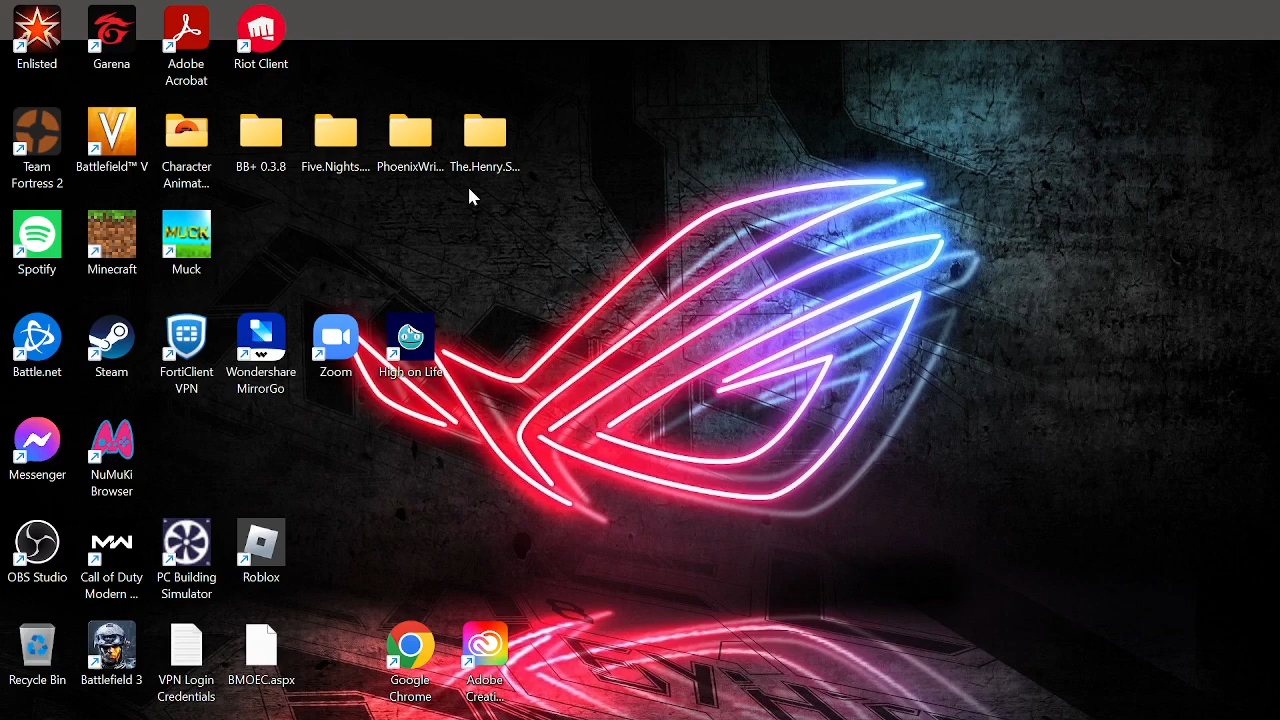 Enlisted
Garena
Adobe
Acrobat
Riot Client
Team
Fortress 2
Battlefield™ V
Character
Animat...
BB+ 0.3.8
Five.Nights....
PhoenixWri...
The.Henry.S...
Spotify
Minecraft
MUCK
Muck
Battle.net
Steam
FortiClient
VPN
Wondershare
MirrorGo
Zoom
High on Life
Messenger
NuMuKi
Browser
OBS Studio
MW
Call of Duty
Modern ...
PC Building
Simulator
Roblox
Recycle Bin
Battlefield 3
VPN Login
Credentials
BMOEC.aspx
Google
Chrome
Adobe
Creati...